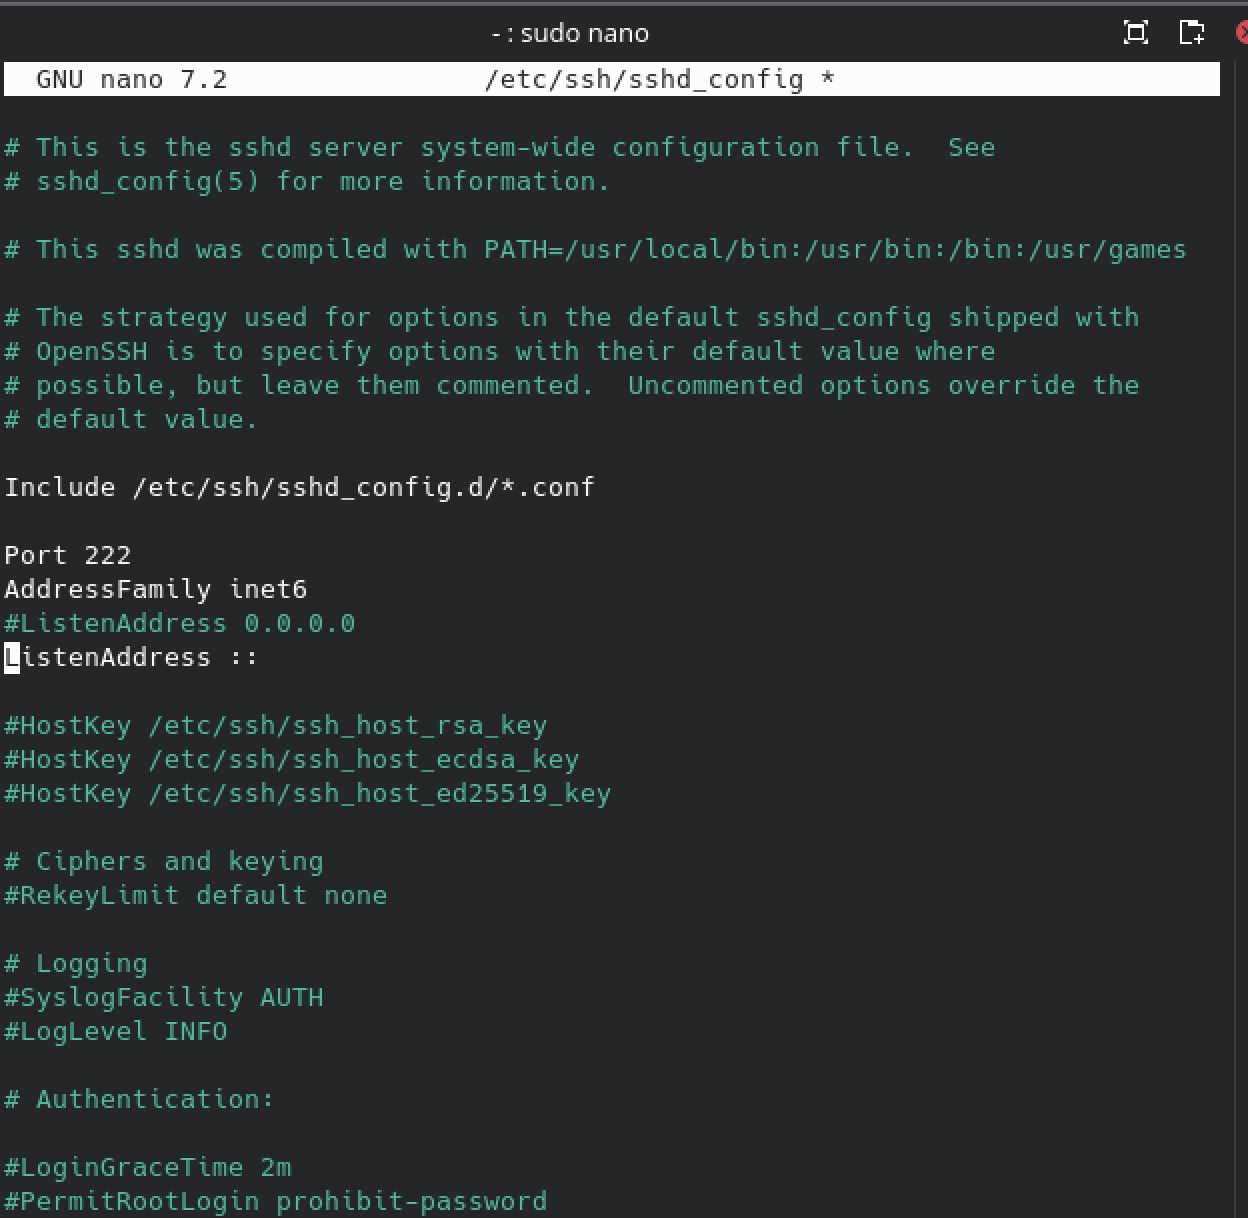 - : sudo nano
GNU nano 7.2 /etc/ssh/sshd_config *
# This is the sshd server system-wide configuration file.  See
# sshd_config(5) for more information.
# This sshd was compiled with PATH=/usr/local/bin:/usr/bin:/bin:/usr/games
# The strategy used for options in the default sshd_config shipped with
# OpenSSH is to specify options with their default value where
# possible, but leave them commented.  Uncommented options override the
# default value.
Include /etc/ssh/sshd_config.d/*.conf
Port 222
AddressFamily inet6
#ListenAddress 0.0.0.0
ListenAddress ::
#HostKey /etc/ssh/ssh_host_rsa_key
#HostKey /etc/ssh/ssh_host_ecdsa_key
#HostKey /etc/ssh/ssh_host_ed25519_key
# Ciphers and keying
#RekeyLimit default none
# Logging
#SyslogFacility AUTH
#LogLevel INFO
# Authentication:
#LoginGraceTime 2m
#PermitRootLogin prohibit-password